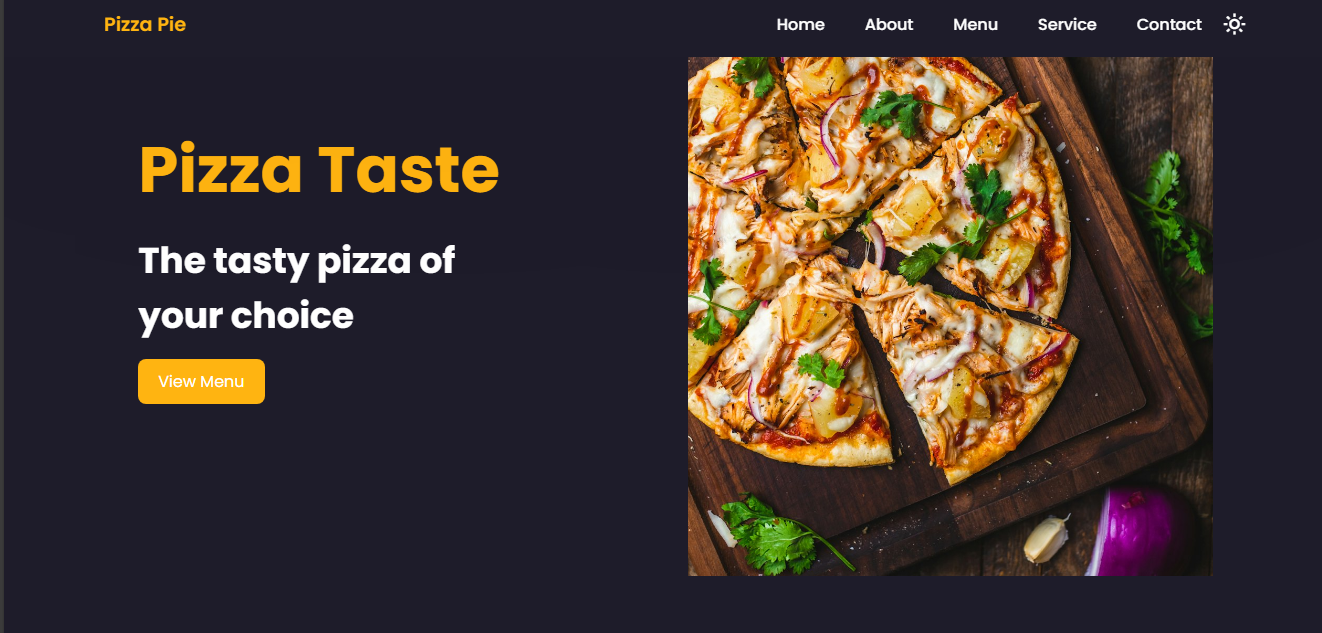 Pizza Pie
Home About Menu Service Contact
Pizza Taste
The tasty pizza of
your choice
View Menu